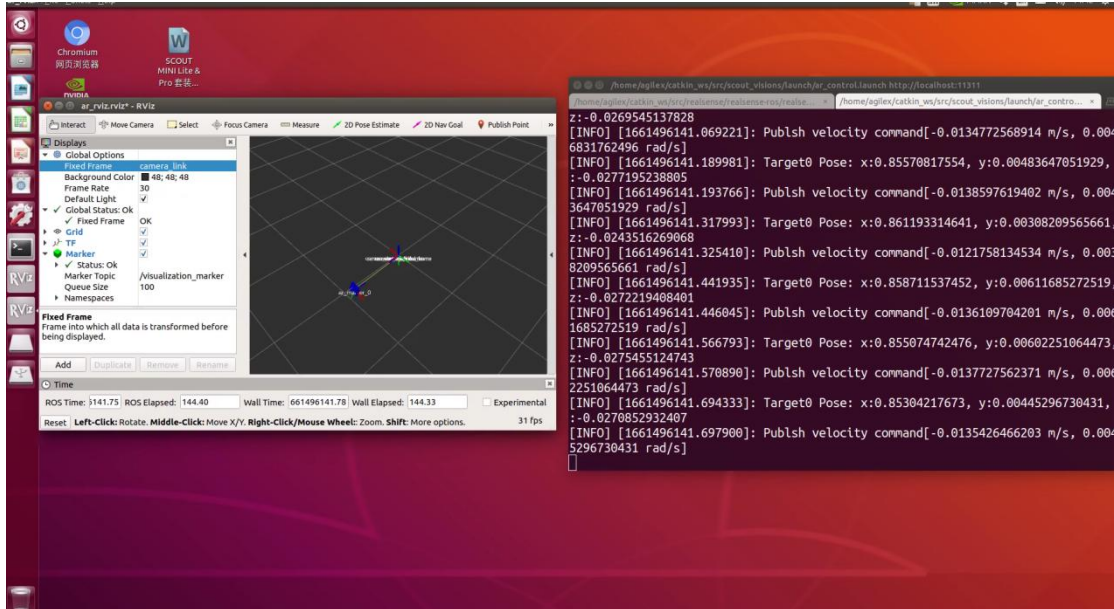 Chromium
网页浏览器
SCOUT
MINI Lite &
Pro 套装...
NVIDIA
ar_rviz.rviz* - RViz
Interact
Move Camera
Select
Focus Camera
Measure
2D Pose Estimate
2D Nav Goal
Publish Point
»
Displays
Global Options
Fixed Frame camera_link
Background Color 48; 48; 48
Frame Rate 30
Default Light ✓
Global Status: Ok
Fixed Frame OK
Grid
TF
Marker
Status: Ok
Marker Topic /visualization_marker
Queue Size 100
Namespaces
Fixed Frame
Frame into which all data is transformed before
being displayed.
Add Duplicate Remove Rename
Time
ROS Time: 5141.75 ROS Elapsed: 144.40 Wall Time: 661496141.78 Wall Elapsed: 144.33 Experimental
Reset Left-Click: Rotate. Middle-Click: Move X/Y. Right-Click/Mouse Wheel:: Zoom. Shift: More options. 31 fps
RViz
RViz
/home/agilex/catkin_ws/src/scout_visions/launch/ar_control.launch http://localhost:11311
/home/agilex/catkin_ws/src/realsense/realsense-ros/realse... ×
/home/agilex/catkin_ws/src/scout_visions/launch/ar_contro... ×
z:-0.0269545137828
[INFO] [1661496141.069221]: Publsh velocity command[-0.0134772568914 m/s, 0.004
6831762496 rad/s]
[INFO] [1661496141.189981]: Target0 Pose: x:0.85570817554, y:0.00483647051929,
:-0.0277195238805
[INFO] [1661496141.193766]: Publsh velocity command[-0.0138597619402 m/s, 0.004
3647051929 rad/s]
[INFO] [1661496141.317993]: Target0 Pose: x:0.861193314641, y:0.00308209565661,
z:-0.0243516269068
[INFO] [1661496141.325410]: Publsh velocity command[-0.0121758134534 m/s, 0.003
8209565661 rad/s]
[INFO] [1661496141.441935]: Target0 Pose: x:0.858711537452, y:0.00611685272519,
z:-0.0272219408401
[INFO] [1661496141.446045]: Publsh velocity command[-0.0136109704201 m/s, 0.006
1685272519 rad/s]
[INFO] [1661496141.566793]: Target0 Pose: x:0.855074742476, y:0.00602251064473,
z:-0.0275455124743
[INFO] [1661496141.570890]: Publsh velocity command[-0.0137727562371 m/s, 0.006
2251064473 rad/s]
[INFO] [1661496141.694333]: Target0 Pose: x:0.85304217673, y:0.00445296730431,
:-0.0270852932407
[INFO] [1661496141.697900]: Publsh velocity command[-0.0135426466203 m/s, 0.004
5296730431 rad/s]